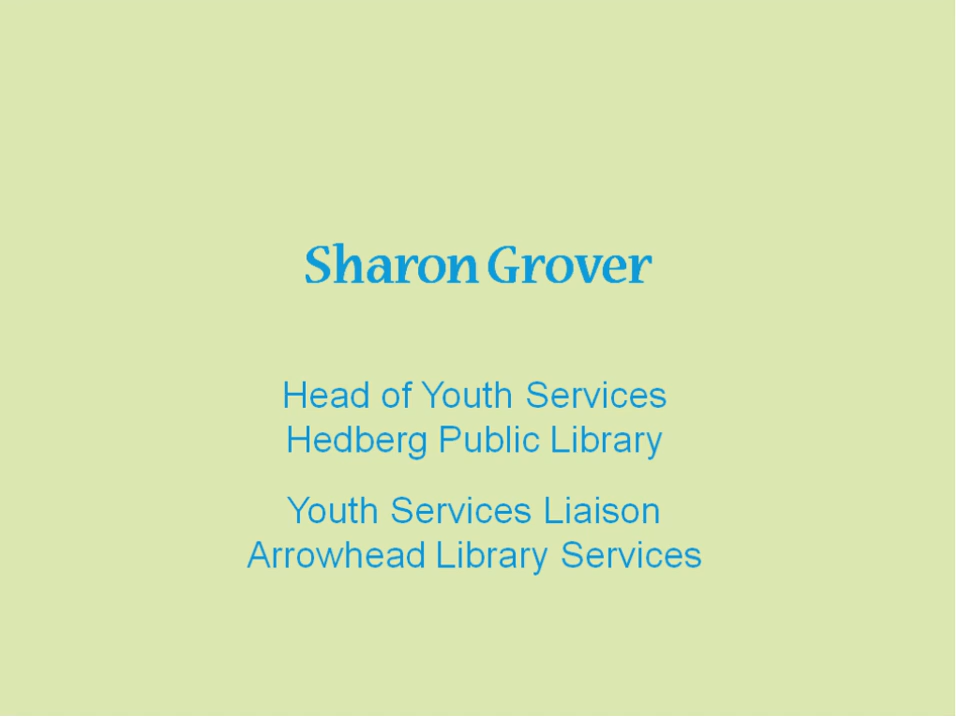 Sharon Grover
Head of Youth Services
Hedberg Public Library
Youth Services Liaison
Arrowhead Library Services